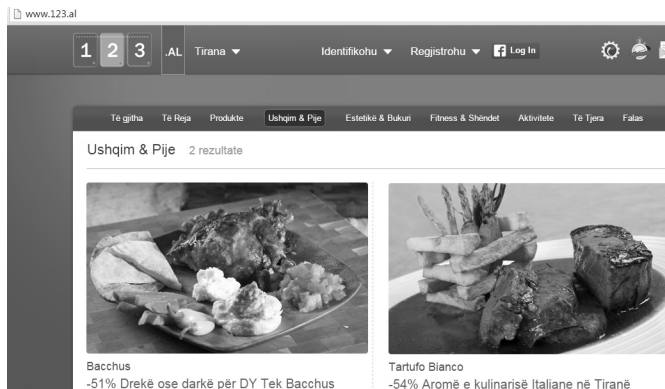 www.123.al
1 2 3 .AL Tirana Identifikohu Regjistrohu f Log In
Të gjitha Të Reja Produkte Ushqim & Pije Estetikë & Bukuri Fitness & Shëndet Aktivitete Të Tjera Falas
Ushqim & Pije 2 rezultate
Bacchus
-51% Drekë ose darkë për DY Tek Bacchus
Tartufo Bianco
-54% Aromë e kulinarisë Italiane në Tiranë